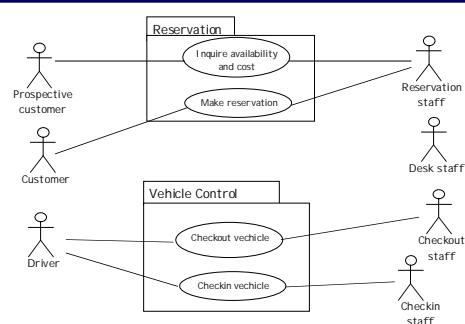 Reservation
Inquire availability
and cost
Prospective
customer
Reservation
staff
Make reservation
Customer
Desk staff
Vehicle Control
Checkout vechicle
Checkout
staff
Driver
Checkin vechicle
Checkin
staff